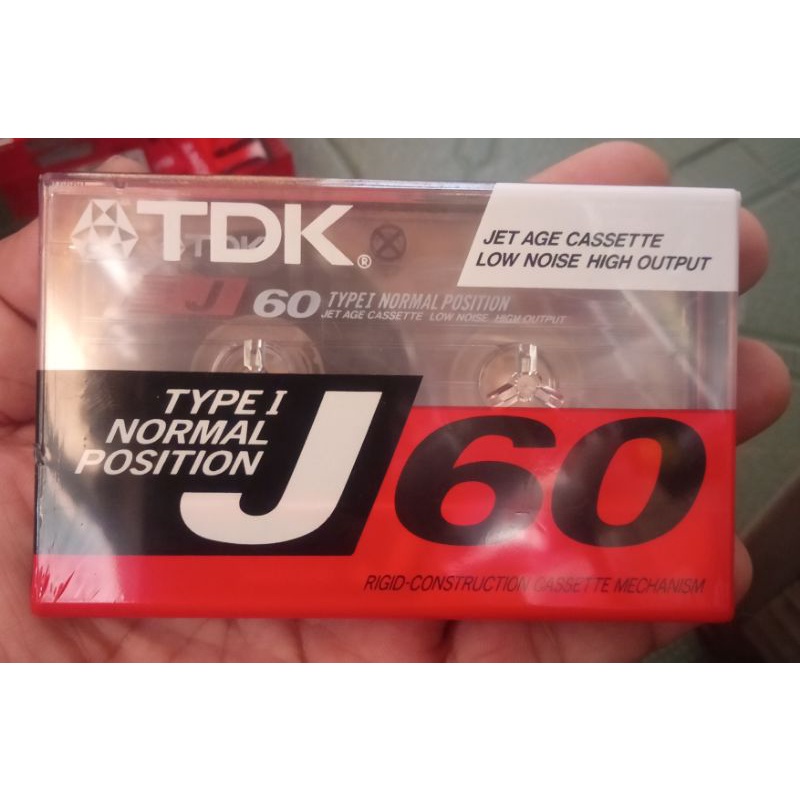 TDK®
JET AGE CASSETTE
LOW NOISE HIGH OUTPUT
TDK
J 60 TYPE I NORMAL POSITION
JET AGE CASSETTE LOW NOISE HIGH OUTPUT
TYPE I
NORMAL
POSITION
J60
RIGID-CONSTRUCTION CASSETTE MECHANISM